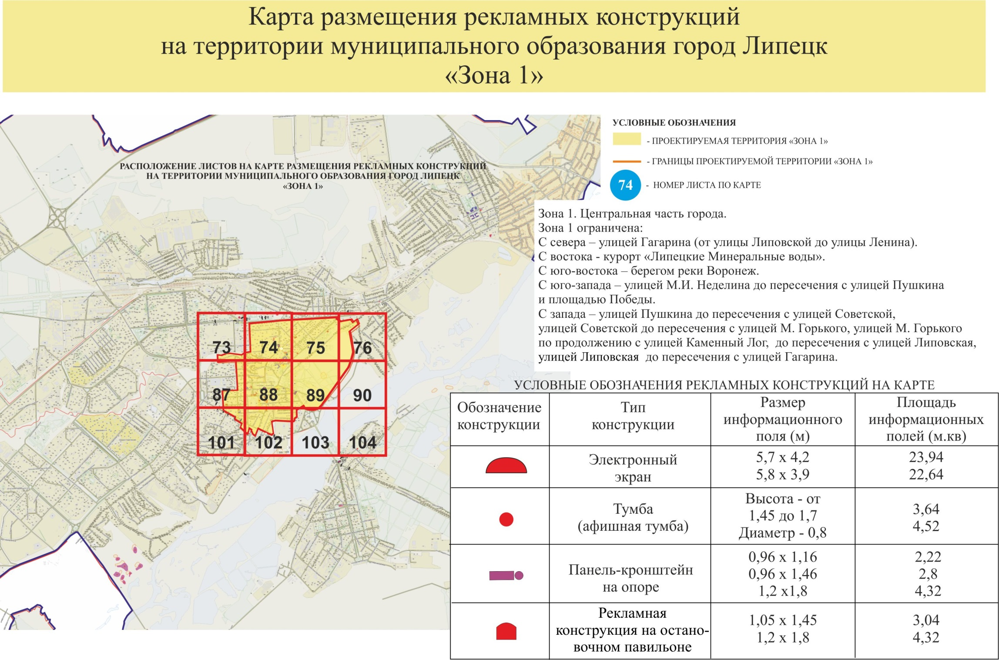 Карта размещения рекламных конструкций
на территории муниципального образования город Липецк
«Зона 1»
РАСПОЛОЖЕНИЕ ЛИСТОВ НА КАРТЕ РАЗМЕЩЕНИЯ РЕКЛАМНЫХ КОНСТРУКЦИЙ
НА ТЕРРИТОРИИ МУНИЦИПАЛЬНОГО ОБРАЗОВАНИЯ ГОРОД ЛИПЕЦК
«ЗОНА 1»
73 74 75 76
87 88 89 90
101 102 103 104
УСЛОВНЫЕ ОБОЗНАЧЕНИЯ
- ПРОЕКТИРУЕМАЯ ТЕРРИТОРИЯ «ЗОНА 1»
- ГРАНИЦЫ ПРОЕКТИРУЕМОЙ ТЕРРИТОРИИ «ЗОНА 1»
74 - НОМЕР ЛИСТА ПО КАРТЕ
Зона 1. Центральная часть города.
Зона 1 ограничена:
С севера – улицей Гагарина (от улицы Липовской до улицы Ленина).
С востока - курорт «Липецкие Минеральные воды».
С юго-востока – берегом реки Воронеж.
С юго-запада – улицей М.И. Неделина до пересечения с улицей Пушкина
и площадью Победы.
С запада – улицей Пушкина до пересечения с улицей Советской,
улицей Советской до пересечения с улицей М. Горького, улицей М. Горького
по продолжению с улицей Каменный Лог, до пересечения с улицей Липовская,
улицей Липовская до пересечения с улицей Гагарина.
УСЛОВНЫЕ ОБОЗНАЧЕНИЯ РЕКЛАМНЫХ КОНСТРУКЦИЙ НА КАРТЕ
Обозначение
конструкции
Тип
конструкции
Размер
информационного
поля (м)
Площадь
информационных
полей (м.кв)
Электронный
экран
5,7 х 4,2
5,8 х 3,9
23,94
22,64
Тумба
(афишная тумба)
Высота - от
1,45 до 1,7
Диаметр - 0,8
3,64
4,52
Панель-кронштейн
на опоре
0,96 х 1,16
0,96 х 1,46
1,2 х1,8
2,22
2,8
4,32
Рекламная
конструкция на остано-
вочном павильоне
1,05 х 1,45
1,2 х 1,8
3,04
4,32